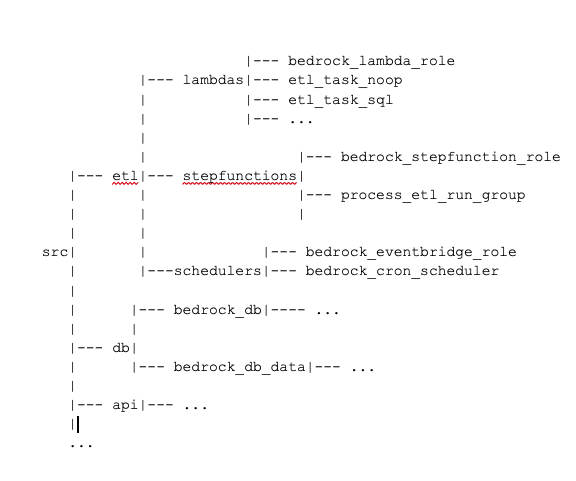 |--- bedrock_lambda_role
            |--- lambdas|--- etl_task_noop
            |            |--- etl_task_sql
            |            |--- ...
            |
            |                  |--- bedrock_stepfunction_role
    |--- etl|--- stepfunctions|
    |       |                  |--- process_etl_run_group
    |       |                  |
    |       |
src|        |              |--- bedrock_eventbridge_role
    |       |---schedulers|--- bedrock_cron_scheduler
    |
    |      |--- bedrock_db|---- ...
    |      |
    |--- db|
    |      |--- bedrock_db_data|--- ...
    |
    |--- api|--- ...
    |
    ...